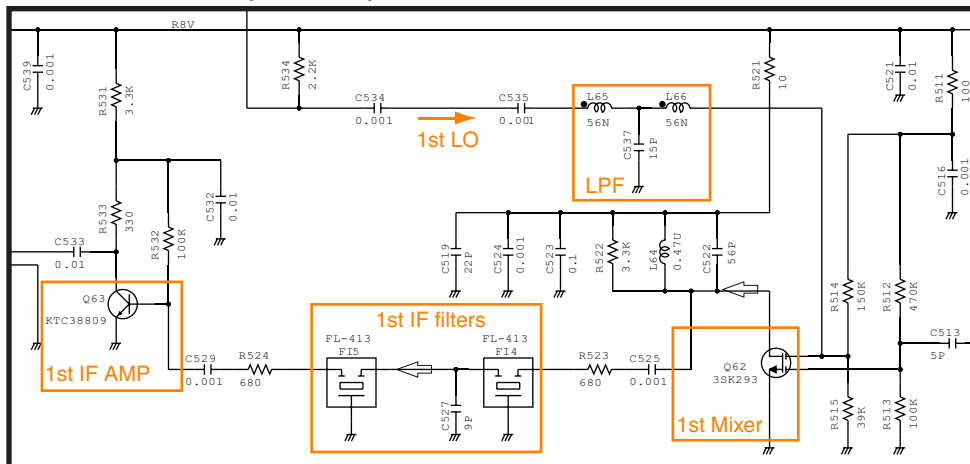 R8V
C539
0.001
R531
3.3K
R534
2.2K
C534
0.001
1st LO
C535
0.001
L65
56N
L66
56N
C537
15P
LPF
R521
10
C521
0.01
R511
100
C516
0.001
R533
330
R532
100K
C532
0.01
C533
0.01
C519
22P
C524
0.001
C523
0.1
R522
3.3K
L64
0.47U
C522
56P
R514
150K
R512
470K
C513
5P
Q63
KTC38809
1st IF AMP
C529
0.001
R524
680
1st IF filters
FL-413
FI5
FL-413
FI4
C527
9P
R523
680
C525
0.001
Q62
3SK293
1st Mixer
R515
39K
R513
100K